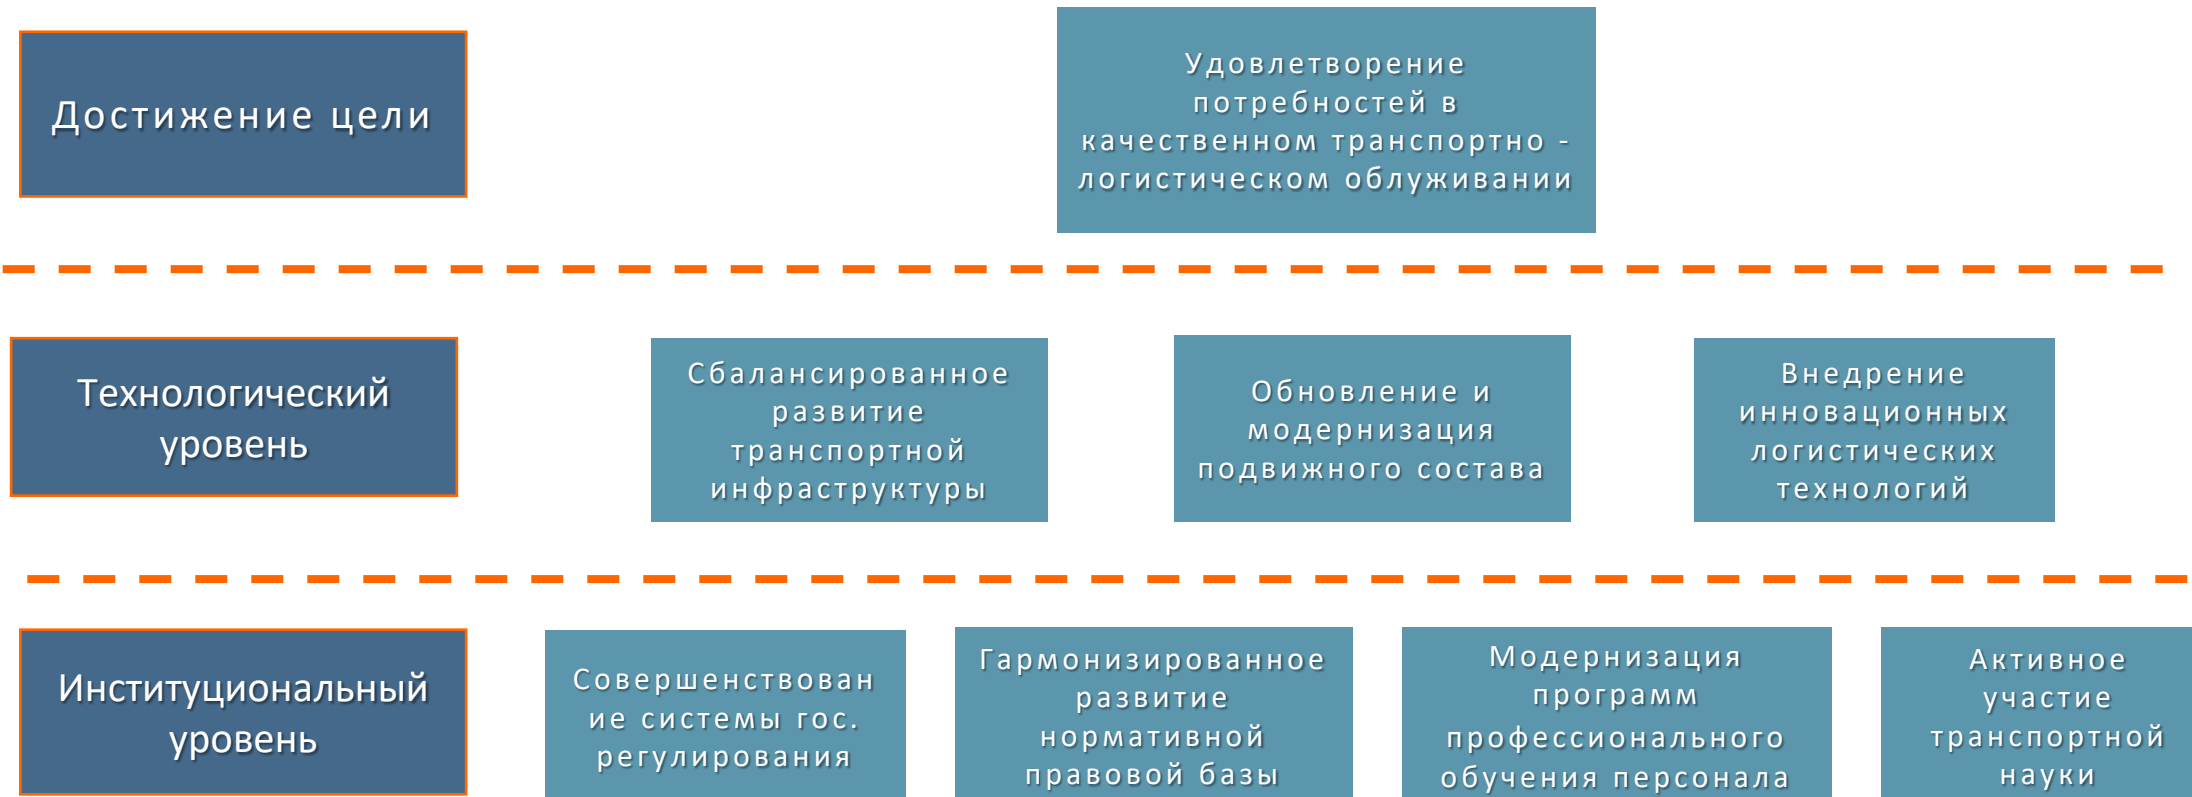 Достижение цели
Удовлетворение
потребностей в
качественном транспортно -
логистическом облуживании
Технологический
уровень
Сбалансированное
развитие
транспортной
инфраструктуры
Обновление и
модернизация
подвижного состава
Внедрение
инновационных
логистических
технологий
Институциональный
уровень
Совершенствован
ие системы гос.
регулирования
Гармонизированное
развитие
нормативной
правовой базы
Модернизация
программ
профессионального
обучения персонала
Активное
участие
транспортной
науки